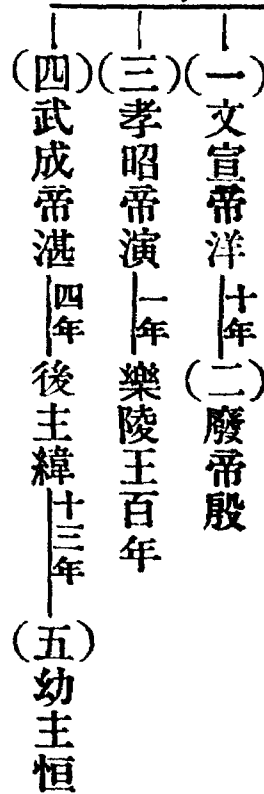 (一)文宣帝洋 十年 (二)廢帝殷
(三)孝昭帝演 一年 樂陵王百年
(四)武成帝湛 四年 後主緯 十三年 (五)幼主恒